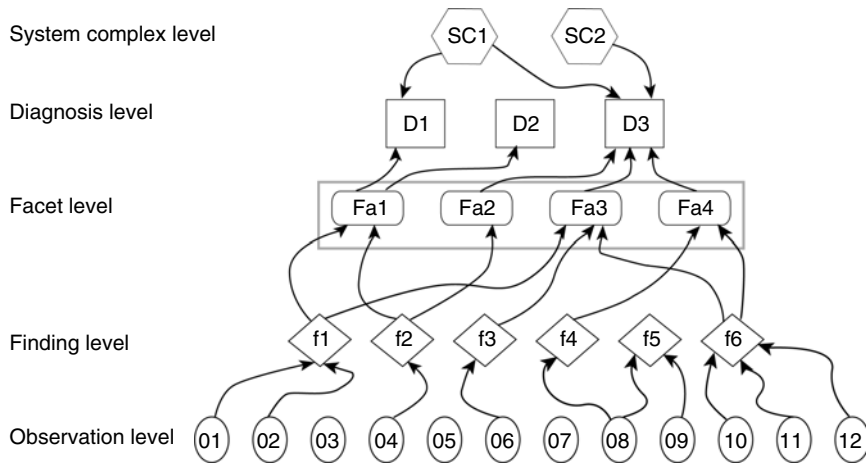 System complex level SC1 SC2
Diagnosis level D1 D2 D3
Facet level Fa1 Fa2 Fa3 Fa4
Finding level f1 f2 f3 f4 f5 f6
Observation level 01 02 03 04 05 06 07 08 09 10 11 12